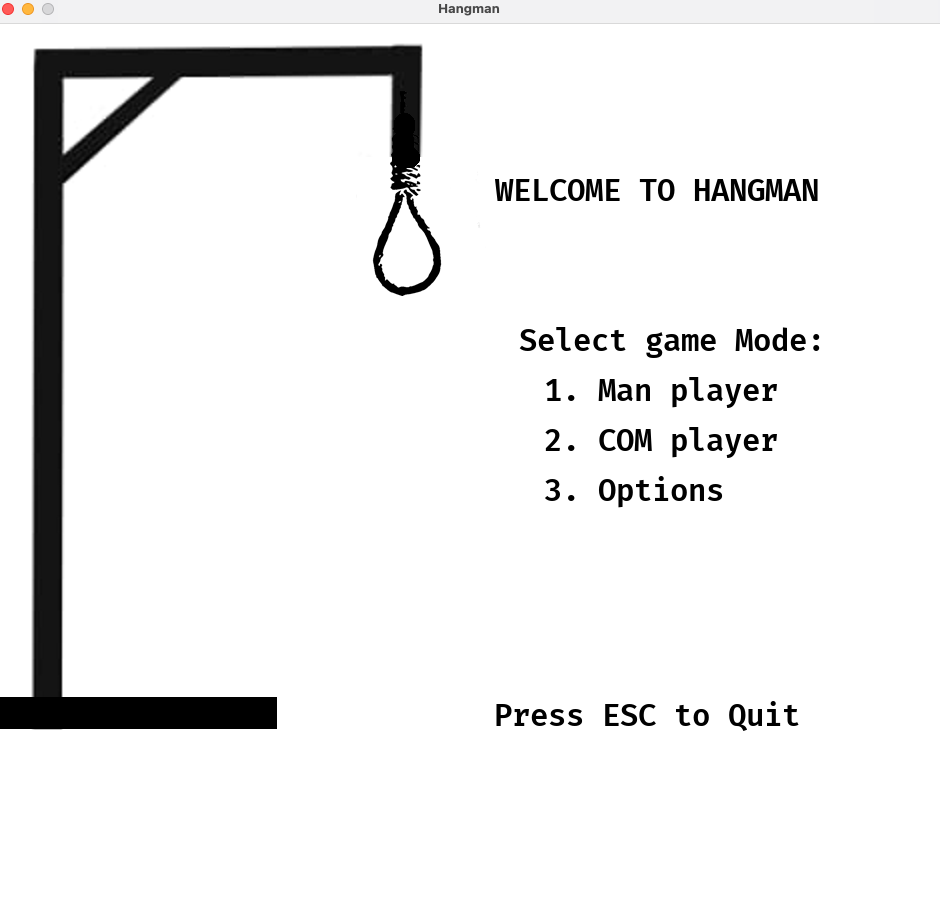 Hangman
WELCOME TO HANGMAN
Select game Mode:
1. Man player
2. COM player
3. Options
Press ESC to Quit